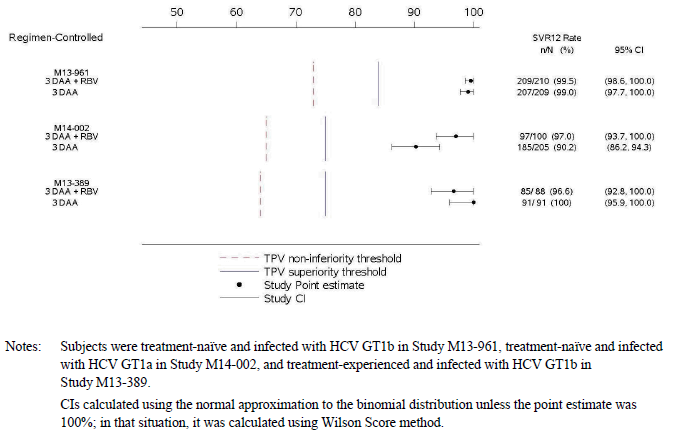 50 60 70 80 90 100
Regimen-Controlled
SVR12 Rate
n/N (%) 95% CI
M13-961
3 DAA + RBV 209/210 (99.5) (98.6, 100.0)
3 DAA 207/209 (99.0) (97.7, 100.0)
M14-002
3 DAA + RBV 97/100 (97.0) (93.7, 100.0)
3 DAA 185/205 (90.2) (86.2, 94.3)
M13-389
3 DAA + RBV 85/ 88 (96.6) (92.8, 100.0)
3 DAA 91/ 91 (100) (95.9, 100.0)
TPV non-inferiority threshold
TPV superiority threshold
Study Point estimate
Study CI
Notes: Subjects were treatment-naïve and infected with HCV GT1b in Study M13-961, treatment-naïve and infected
with HCV GT1a in Study M14-002, and treatment-experienced and infected with HCV GT1b in
Study M13-389.
CIs calculated using the normal approximation to the binomial distribution unless the point estimate was
100%; in that situation, it was calculated using Wilson Score method.